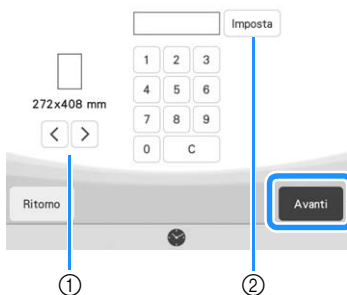 Imposta
1 2 3
4 5 6
7 8 9
0 C
272x408 mm
< >
Ritorno
Avanti
① ②